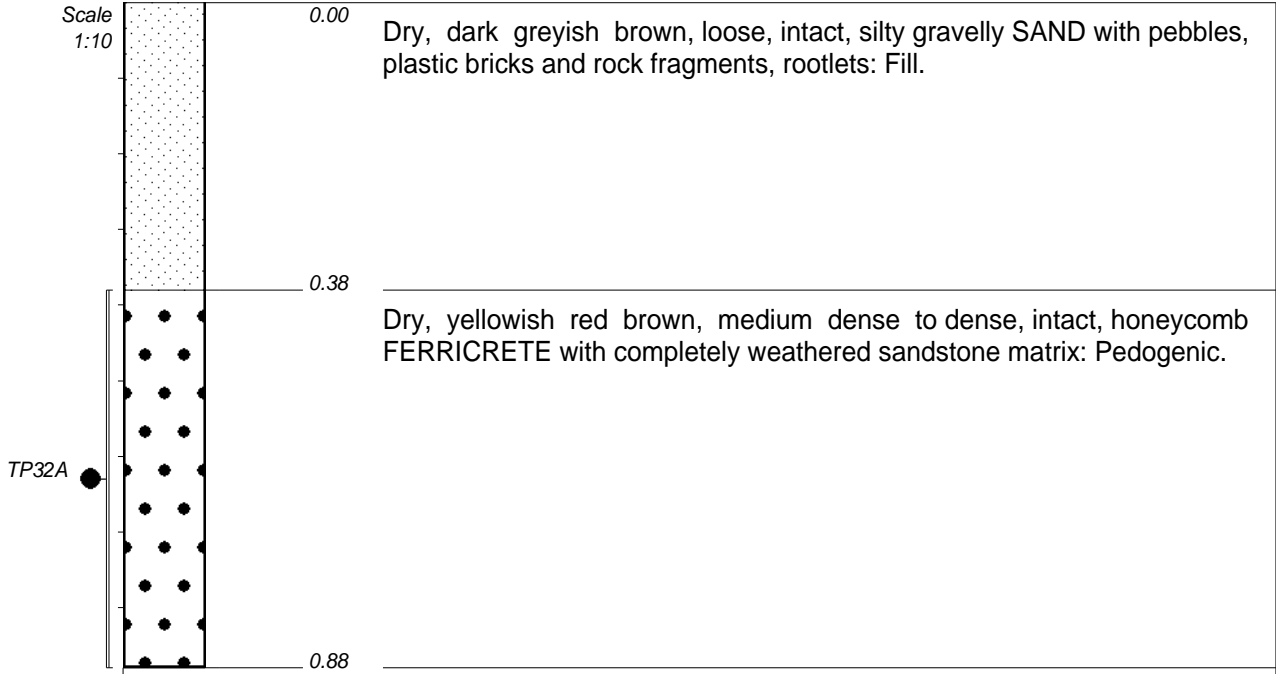 Scale
1:10
0.00
Dry, dark greyish brown, loose, intact, silty gravelly SAND with pebbles,
plastic bricks and rock fragments, rootlets: Fill.
0.38
Dry, yellowish red brown, medium dense to dense, intact, honeycomb
FERRICRETE with completely weathered sandstone matrix: Pedogenic.
TP32A
0.88